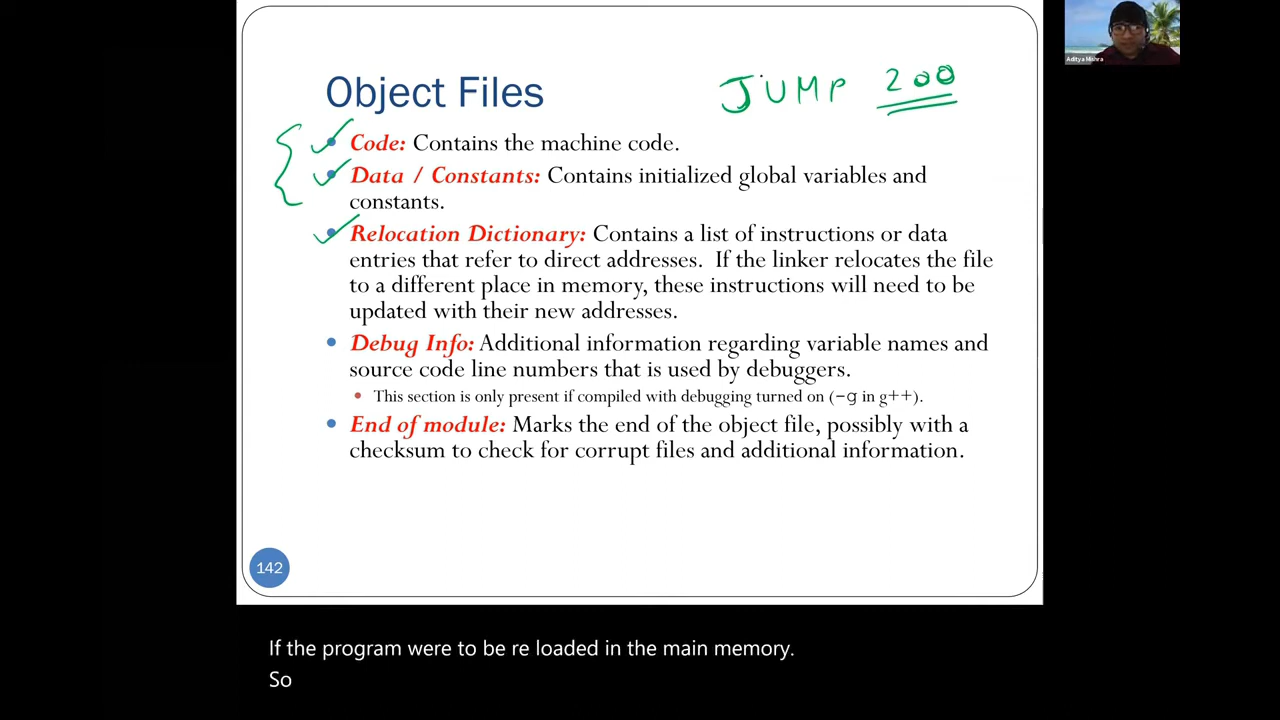 Aditya Mishra
Object Files
JUMP 200
• Code: Contains the machine code.
• Data / Constants: Contains initialized global variables and
constants.
• Relocation Dictionary: Contains a list of instructions or data
entries that refer to direct addresses. If the linker relocates the file
to a different place in memory, these instructions will need to be
updated with their new addresses.
• Debug Info: Additional information regarding variable names and
source code line numbers that is used by debuggers.
• This section is only present if compiled with debugging turned on (-g in g++).
• End of module: Marks the end of the object file, possibly with a
checksum to check for corrupt files and additional information.
142
If the program were to be re loaded in the main memory.
So